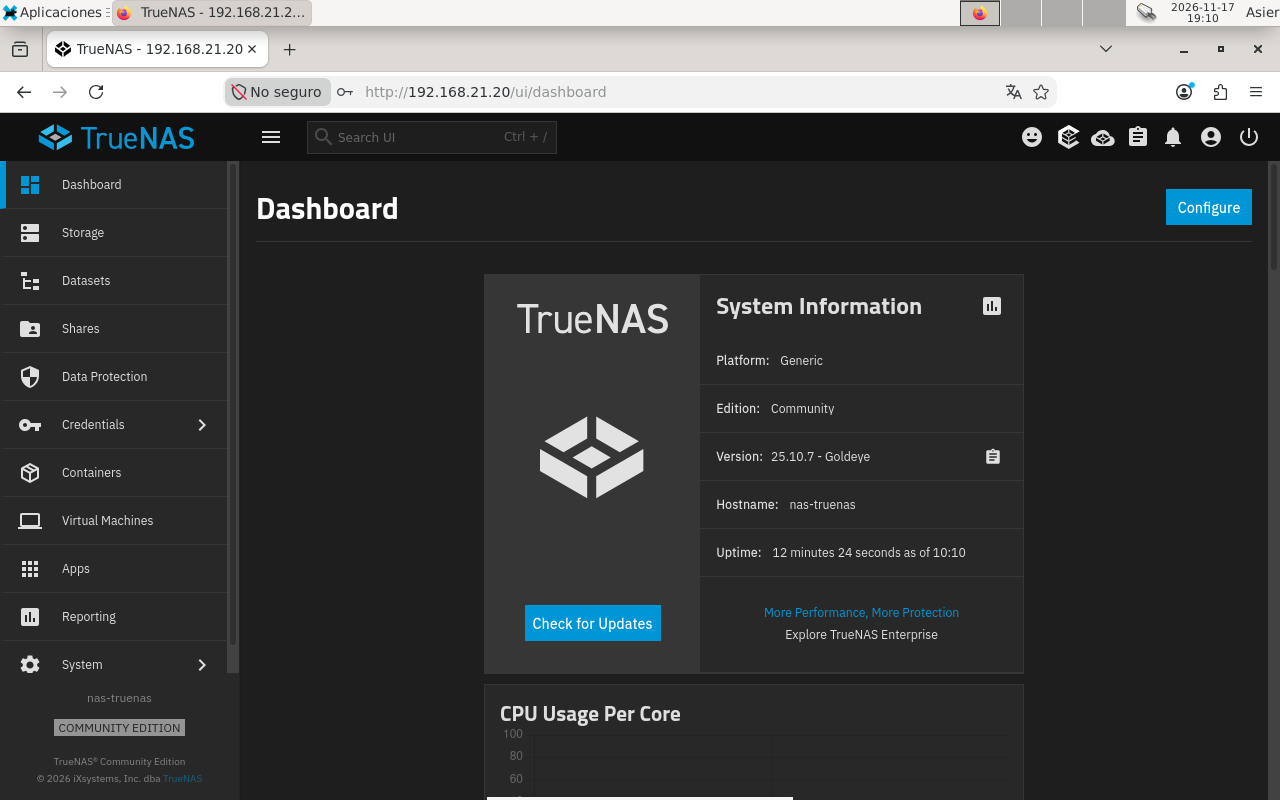 Aplicaciones
TrueNAS - 192.168.21.2...
2026-11-17
19:10
Asier
TrueNAS - 192.168.21.20
No seguro
http://192.168.21.20/ui/dashboard
TrueNAS
Search UI
Ctrl + /
Dashboard
Storage
Datasets
Shares
Data Protection
Credentials
Containers
Virtual Machines
Apps
Reporting
System
nas-truenas
COMMUNITY EDITION
TrueNAS® Community Edition
© 2026 iXsystems, Inc. dba TrueNAS
Dashboard
Configure
TrueNAS
Check for Updates
System Information
Platform: Generic
Edition: Community
Version: 25.10.7 - Goldeye
Hostname: nas-truenas
Uptime: 12 minutes 24 seconds as of 10:10
More Performance, More Protection
Explore TrueNAS Enterprise
CPU Usage Per Core
100
80
60